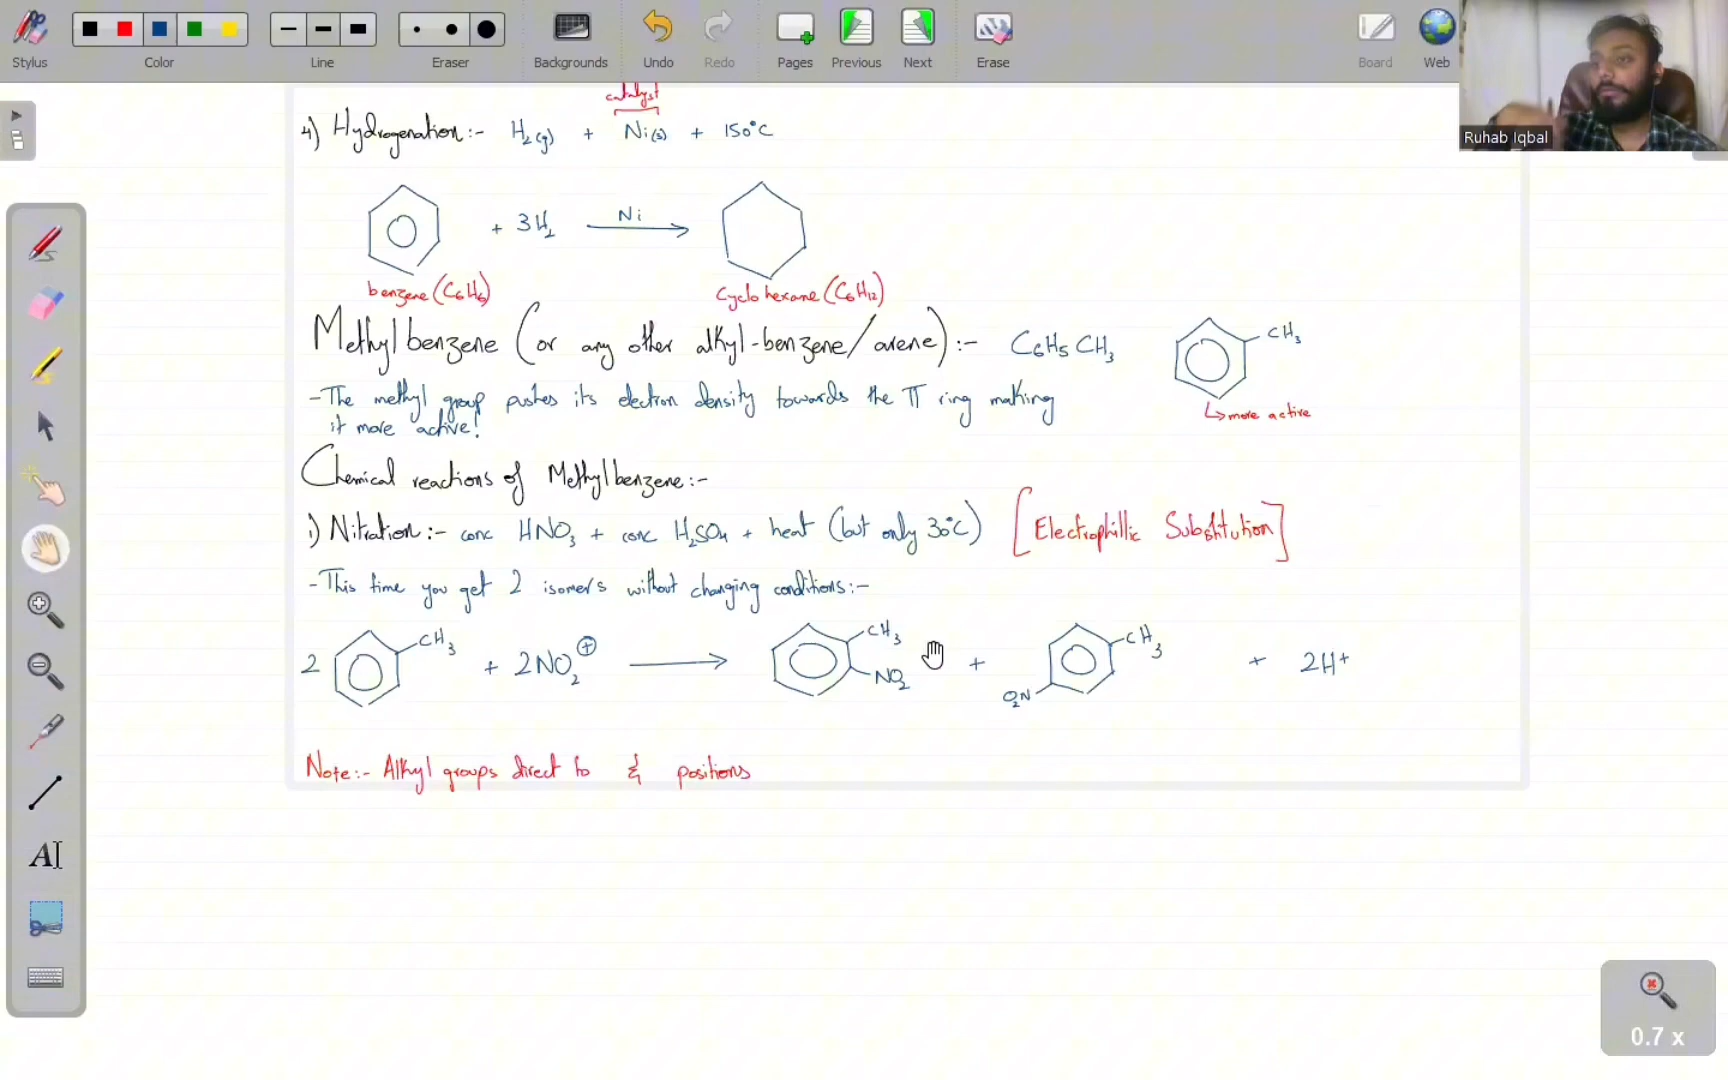 Stylus
Color
Line
Eraser
Backgrounds
Undo
Redo
Pages
Previous
Next
Erase
Board
Web
Ruhab Iqbal
catalyst
4) Hydrogenation:- H2(g) + Ni(s) + 150°C
+ 3H2 Ni
benzene (C6H6)
cyclohexane (C6H12)
Methylbenzene (or any other alkyl-benzene/arene):- C6H5CH3
CH3
- The methyl group pushes its electron density towards the π ring making
it more active!
↳ more active
Chemical reactions of Methylbenzene:-
1) Nitration:- conc HNO3 + conc H2SO4 + heat (but only 30°C) [Electrophillic Substitution]
- This time you get 2 isomers without changing conditions:-
2 CH3 + 2NO2⊕ → CH3 NO2 + CH3 O2N + 2H+
Note:- Alkyl groups direct to & positions
AI
0.7 x